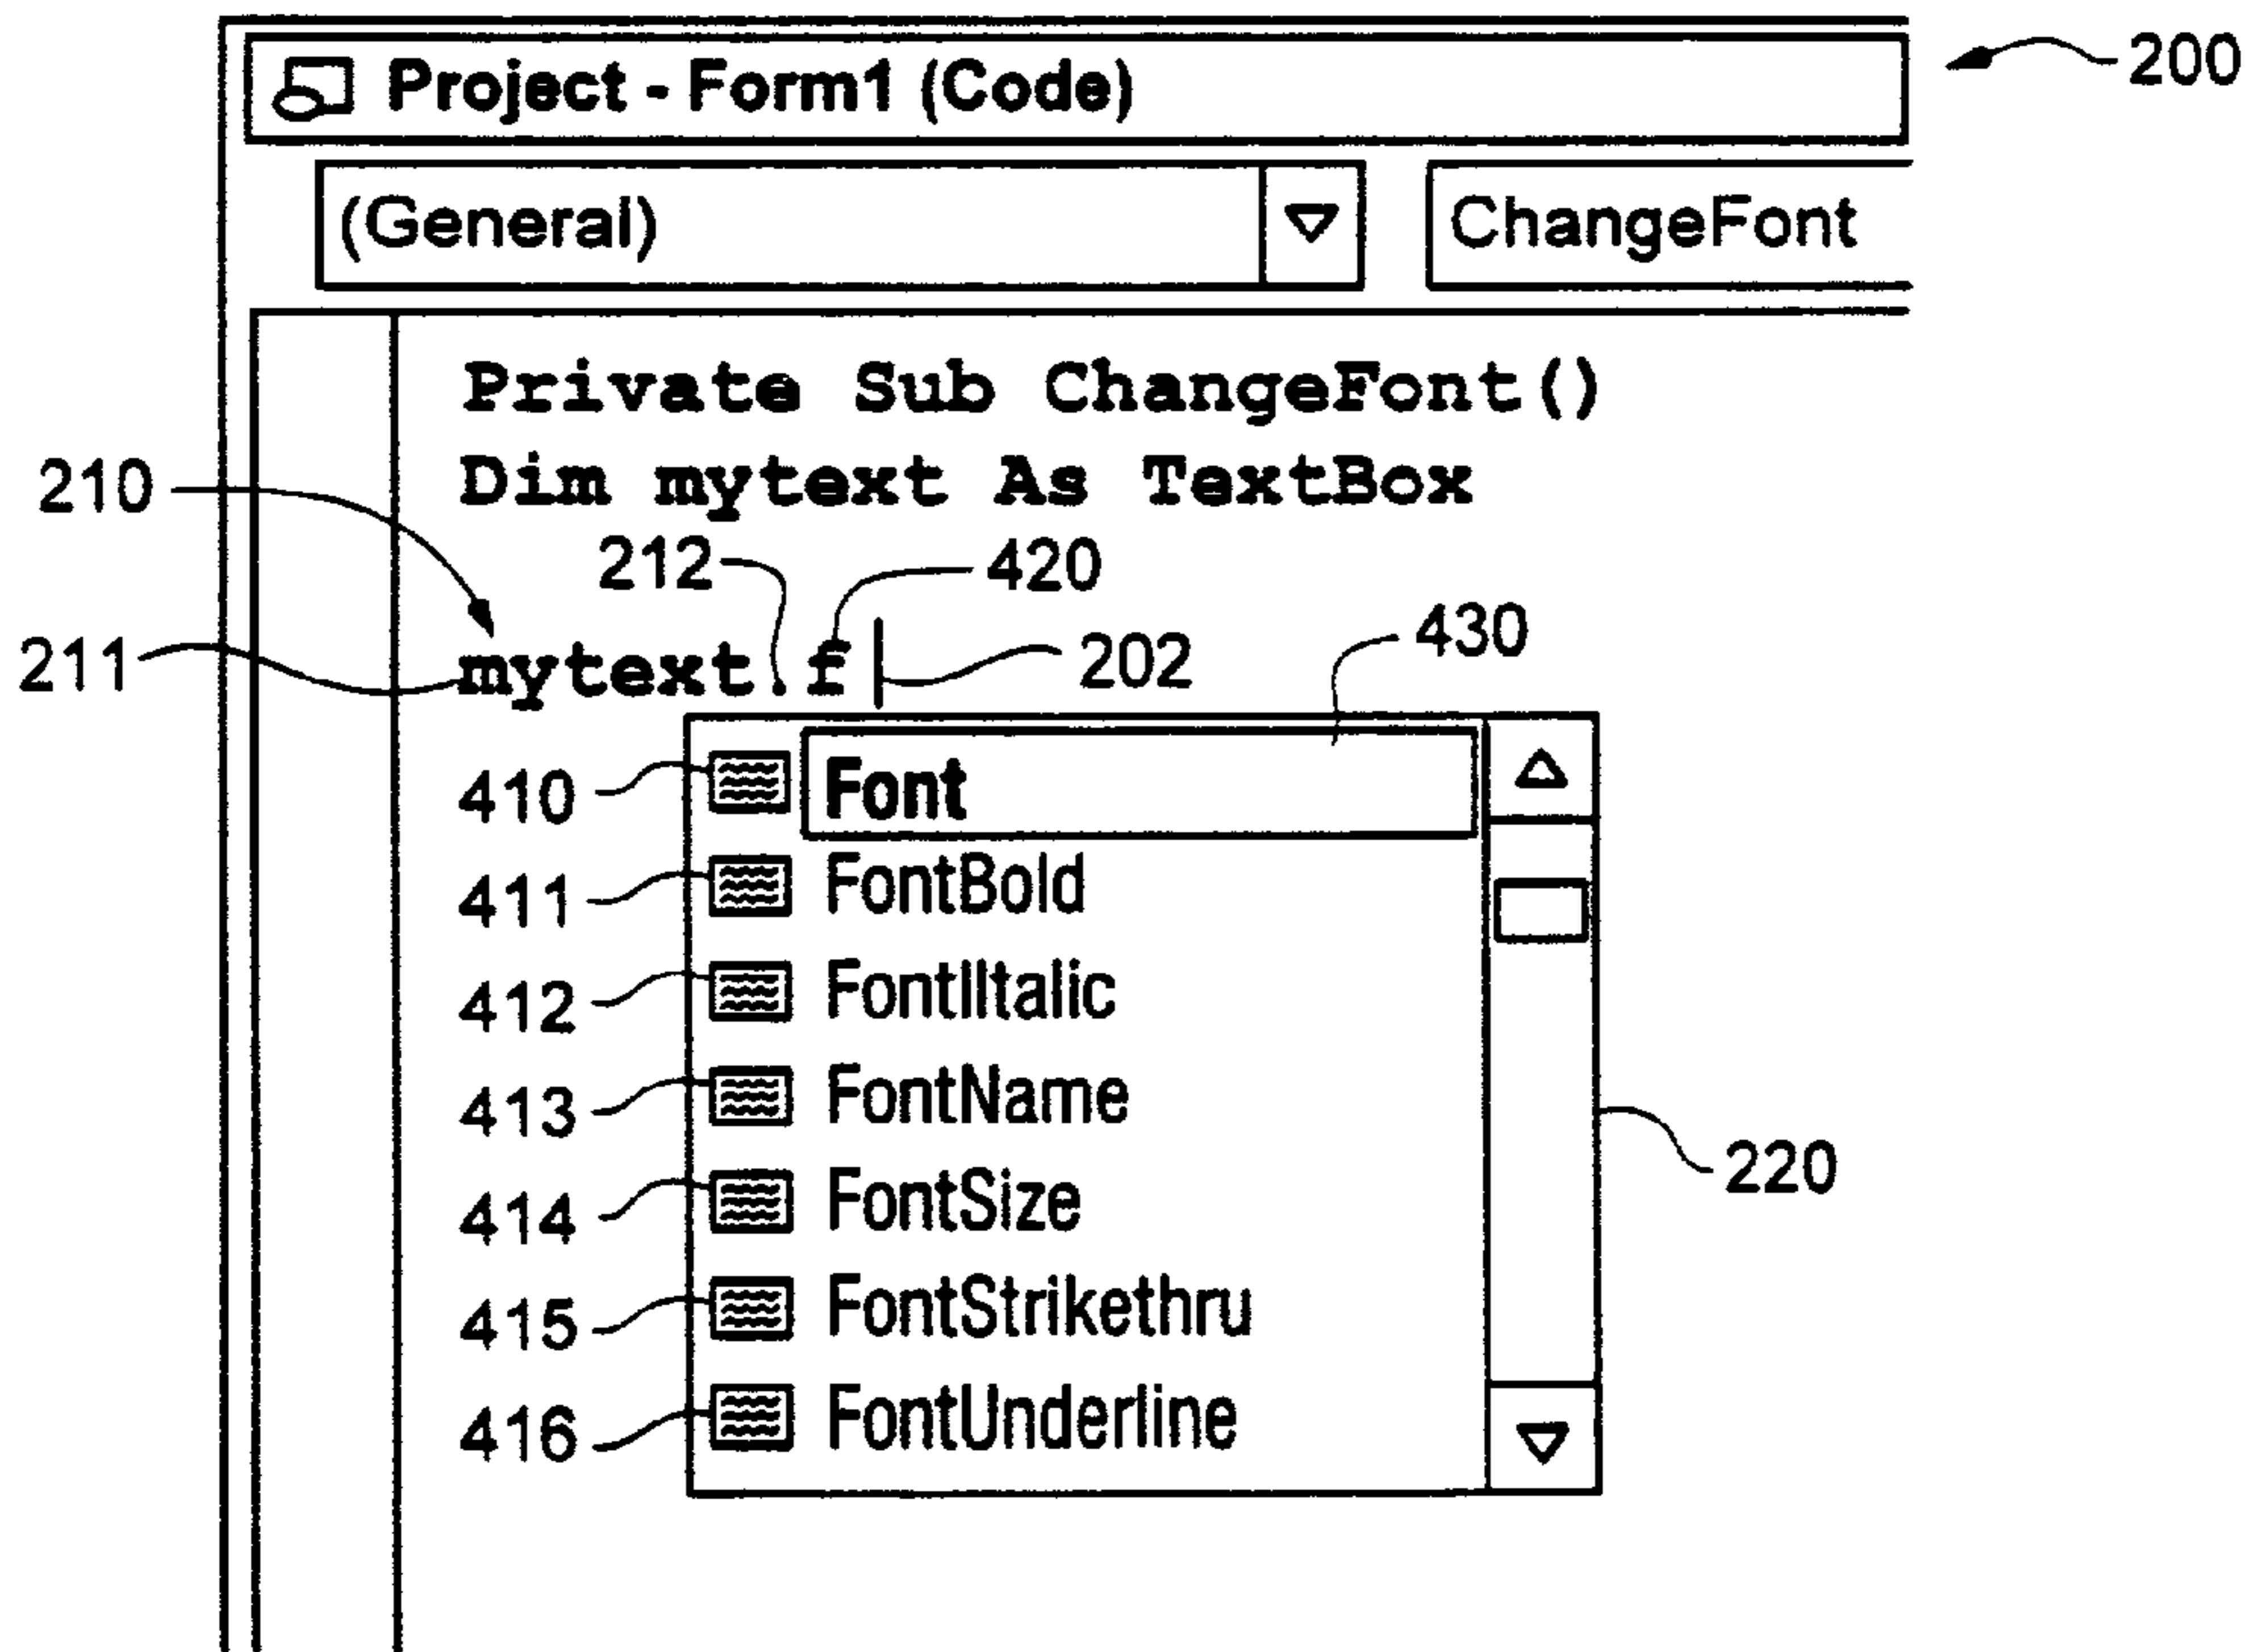 Project - Form1 (Code)
200
(General)
ChangeFont
Private Sub ChangeFont()
210
Dim mytext As TextBox
212
420
211
mytext.f
202
430
410
Font
411
FontBold
412
FontIItalic
413
FontName
220
414
FontSize
415
FontStrikethru
416
FontUnderline